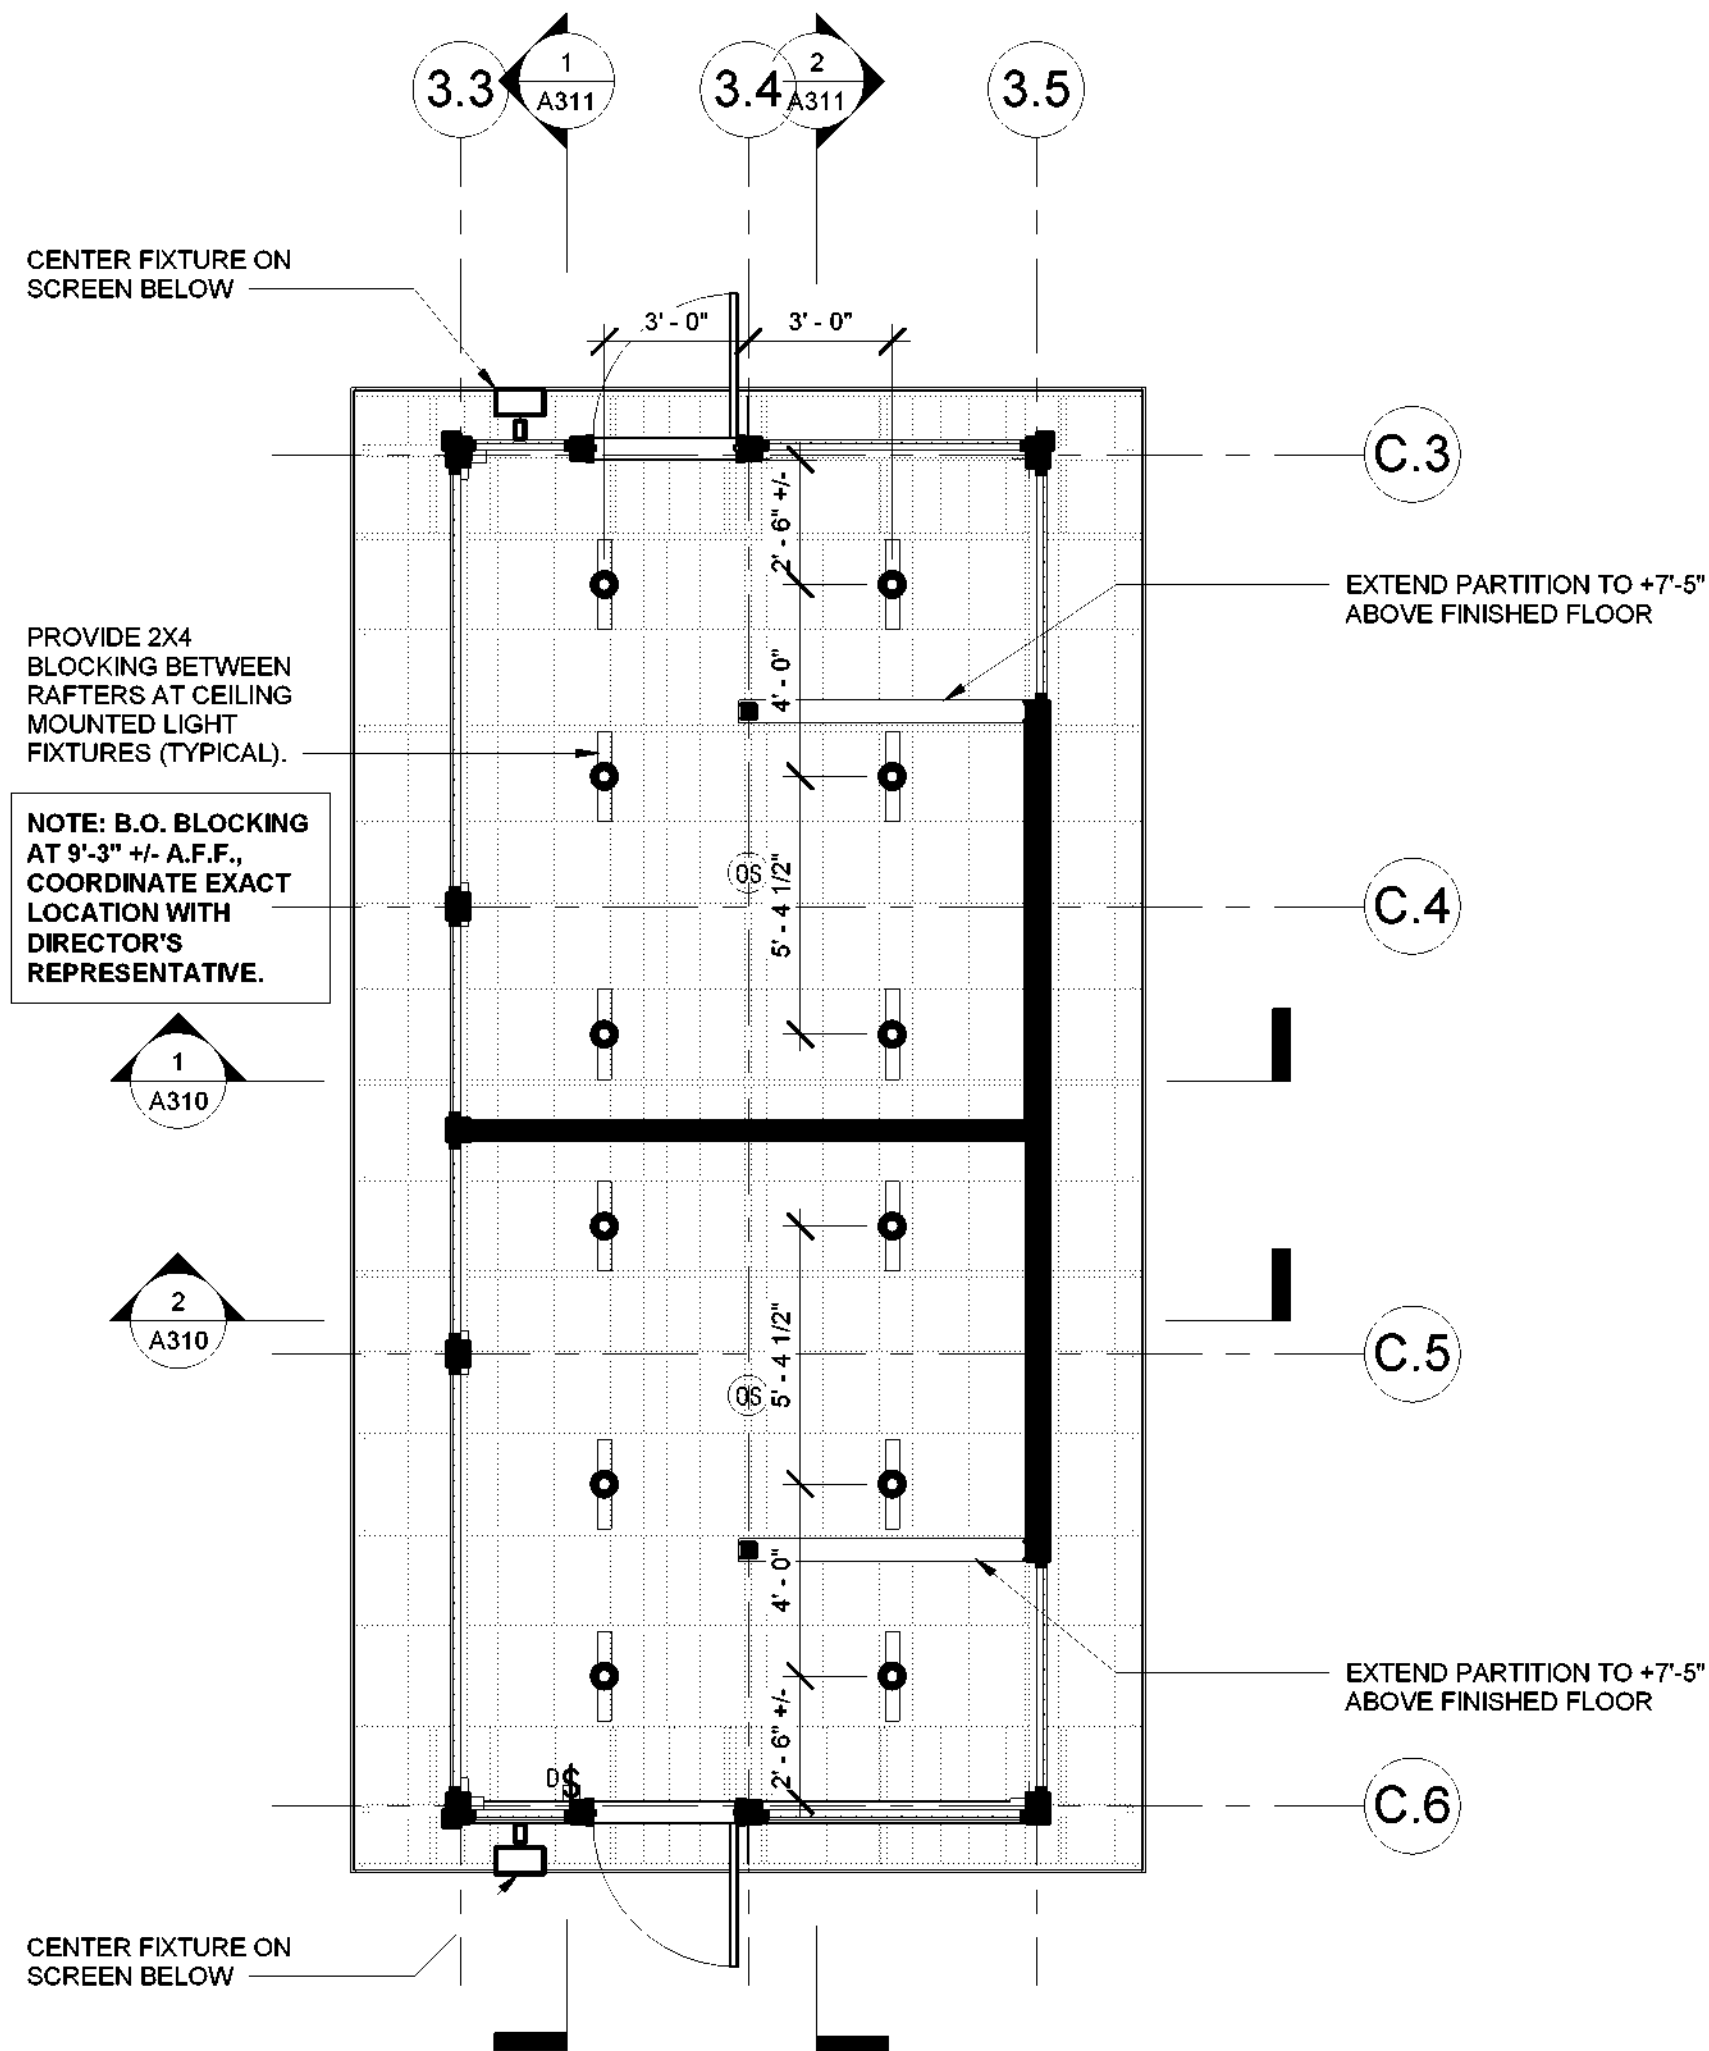 3.3
1
A311
3.4
2
A311
3.5
CENTER FIXTURE ON
SCREEN BELOW
3' - 0"
3' - 0"
C.3
2' - 6" +/-
EXTEND PARTITION TO +7'-5"
ABOVE FINISHED FLOOR
PROVIDE 2X4
BLOCKING BETWEEN
RAFTERS AT CEILING
MOUNTED LIGHT
FIXTURES (TYPICAL).
4' - 0"
NOTE: B.O. BLOCKING
AT 9'-3" +/- A.F.F.,
COORDINATE EXACT
LOCATION WITH
DIRECTOR'S
REPRESENTATIVE.
OS
5' - 4 1/2"
C.4
1
A310
2
A310
5' - 4 1/2"
C.5
OS
4' - 0"
EXTEND PARTITION TO +7'-5"
ABOVE FINISHED FLOOR
2' - 6" +/-
D$
C.6
CENTER FIXTURE ON
SCREEN BELOW